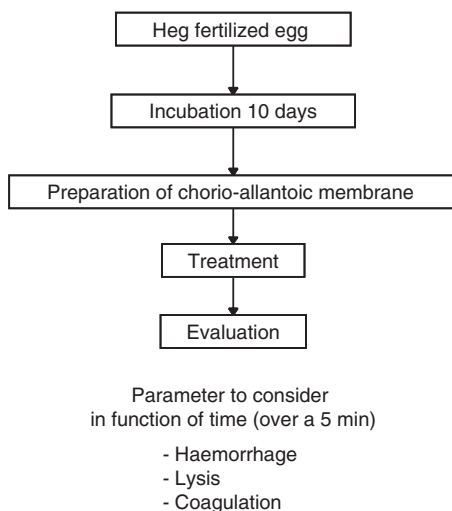 Heg fertilized egg
Incubation 10 days
Preparation of chorio-allantoic membrane
Treatment
Evaluation
Parameter to consider
in function of time (over a 5 min)
- Haemorrhage
- Lysis
- Coagulation